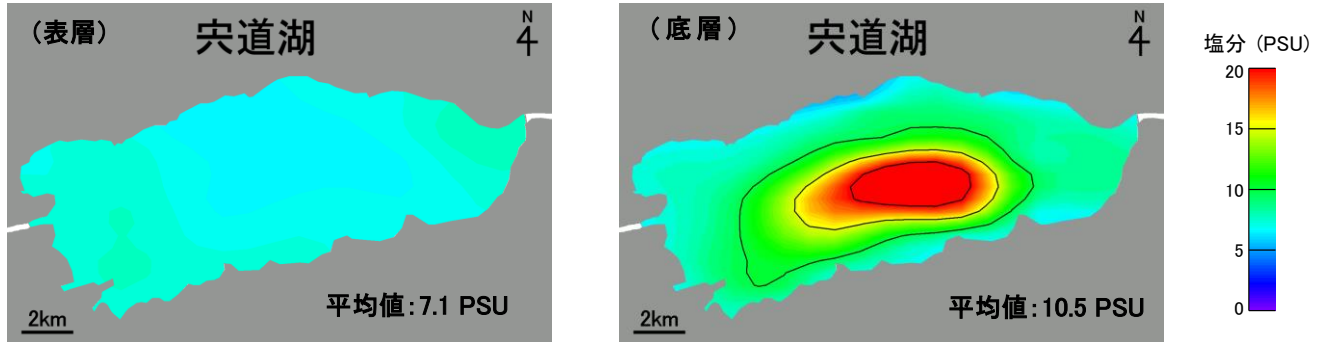 (表層)
宍道湖
N
平均値:7.1 PSU
2km
(底層)
宍道湖
N
平均値:10.5 PSU
2km
塩分 (PSU)
20
15
10
5
0